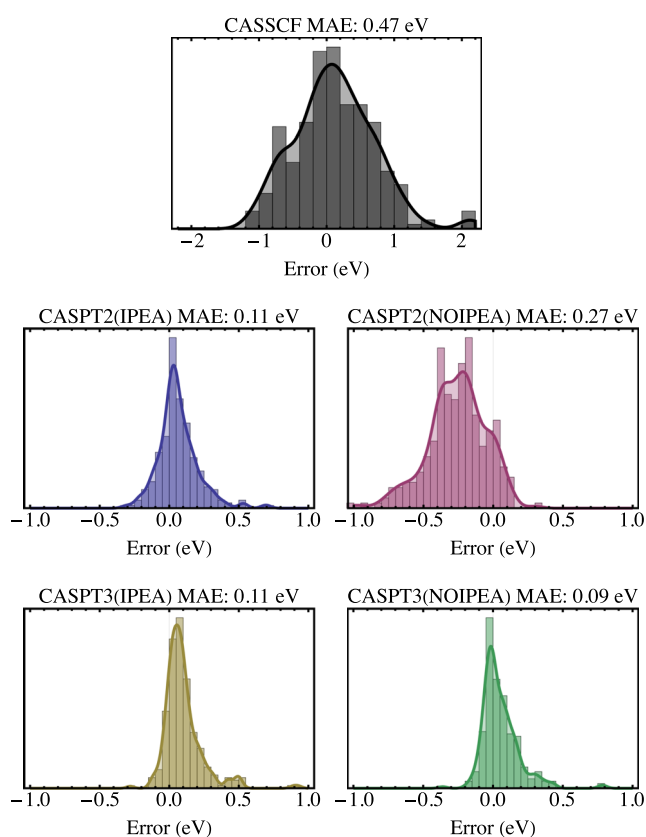 CASSCF MAE: 0.47 eV
−2 −1 0 1 2
Error (eV)
CASPT2(IPEA) MAE: 0.11 eV
−1.0 −0.5 0.0 0.5 1.0
Error (eV)
CASPT2(NOIPEA) MAE: 0.27 eV
−1.0 −0.5 0.0 0.5 1.0
Error (eV)
CASPT3(IPEA) MAE: 0.11 eV
−1.0 −0.5 0.0 0.5 1.0
Error (eV)
CASPT3(NOIPEA) MAE: 0.09 eV
−1.0 −0.5 0.0 0.5 1.0
Error (eV)